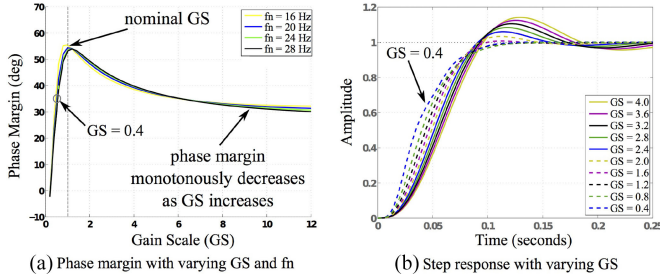 70
60
50
40
30
20
10
0
-10
Phase Margin (deg)
nominal GS
fn = 16 Hz
fn = 20 Hz
fn = 24 Hz
fn = 28 Hz
GS = 0.4
phase margin
monotonously decreases
as GS increases
0
2
4
6
8
10
12
Gain Scale (GS)
(a) Phase margin with varying GS and fn
1.4
1.2
1
0.8
0.6
0.4
0.2
0
Amplitude
GS = 0.4
GS = 4.0
GS = 3.6
GS = 3.2
GS = 2.8
GS = 2.4
GS = 2.0
GS = 1.6
GS = 1.2
GS = 0.8
GS = 0.4
0
0.05
0.1
0.15
0.2
0.25
Time (seconds)
(b) Step response with varying GS